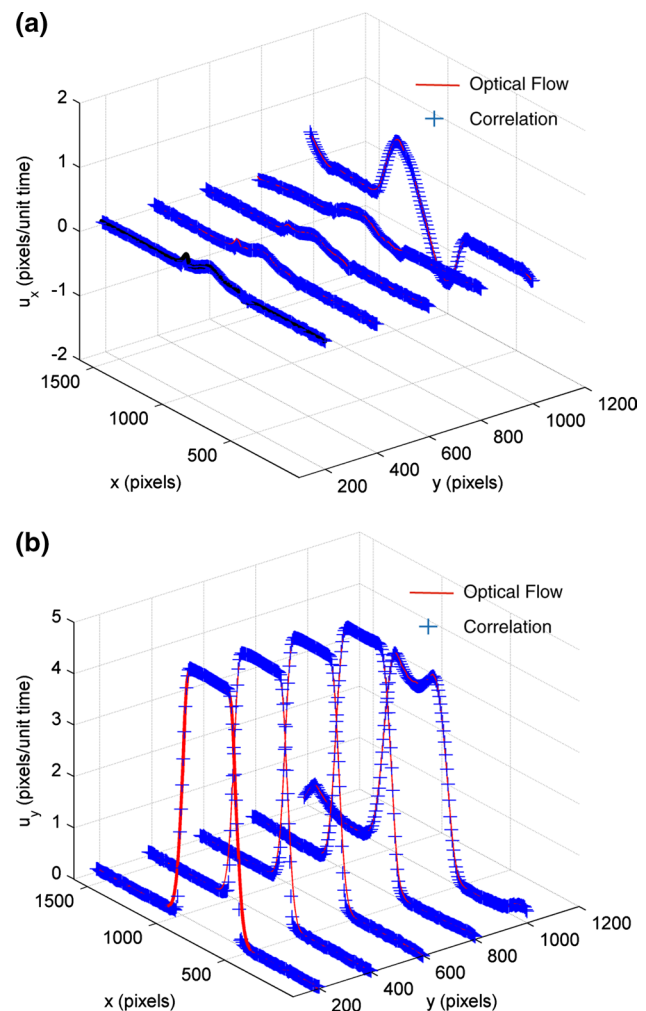 (a)
2
1
0
-1
-2
u_x (pixels/unit time)
Optical Flow
Correlation
1500
1000
500
x (pixels)
200
400
600
800
1000
1200
y (pixels)
(b)
5
4
3
2
1
0
u_y (pixels/unit time)
Optical Flow
Correlation
1500
1000
500
x (pixels)
200
400
600
800
1000
1200
y (pixels)